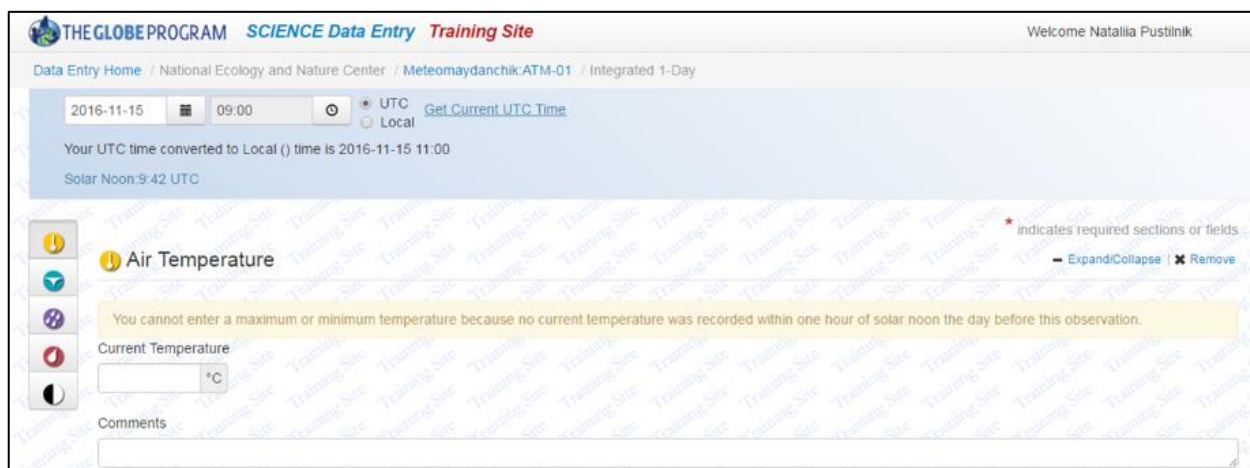 THE GLOBE PROGRAM SCIENCE Data Entry Training Site Welcome Nataliia Pustilnik
Data Entry Home / National Ecology and Nature Center / Meteomaydanchik:ATM-01 / Integrated 1-Day
2016-11-15 09:00 UTC Get Current UTC Time
Local
Your UTC time converted to Local () time is 2016-11-15 11:00
Solar Noon:9:42 UTC
* indicates required sections or fields
Air Temperature Expand/Collapse | Remove
You cannot enter a maximum or minimum temperature because no current temperature was recorded within one hour of solar noon the day before this observation.
Current Temperature
°C
Comments